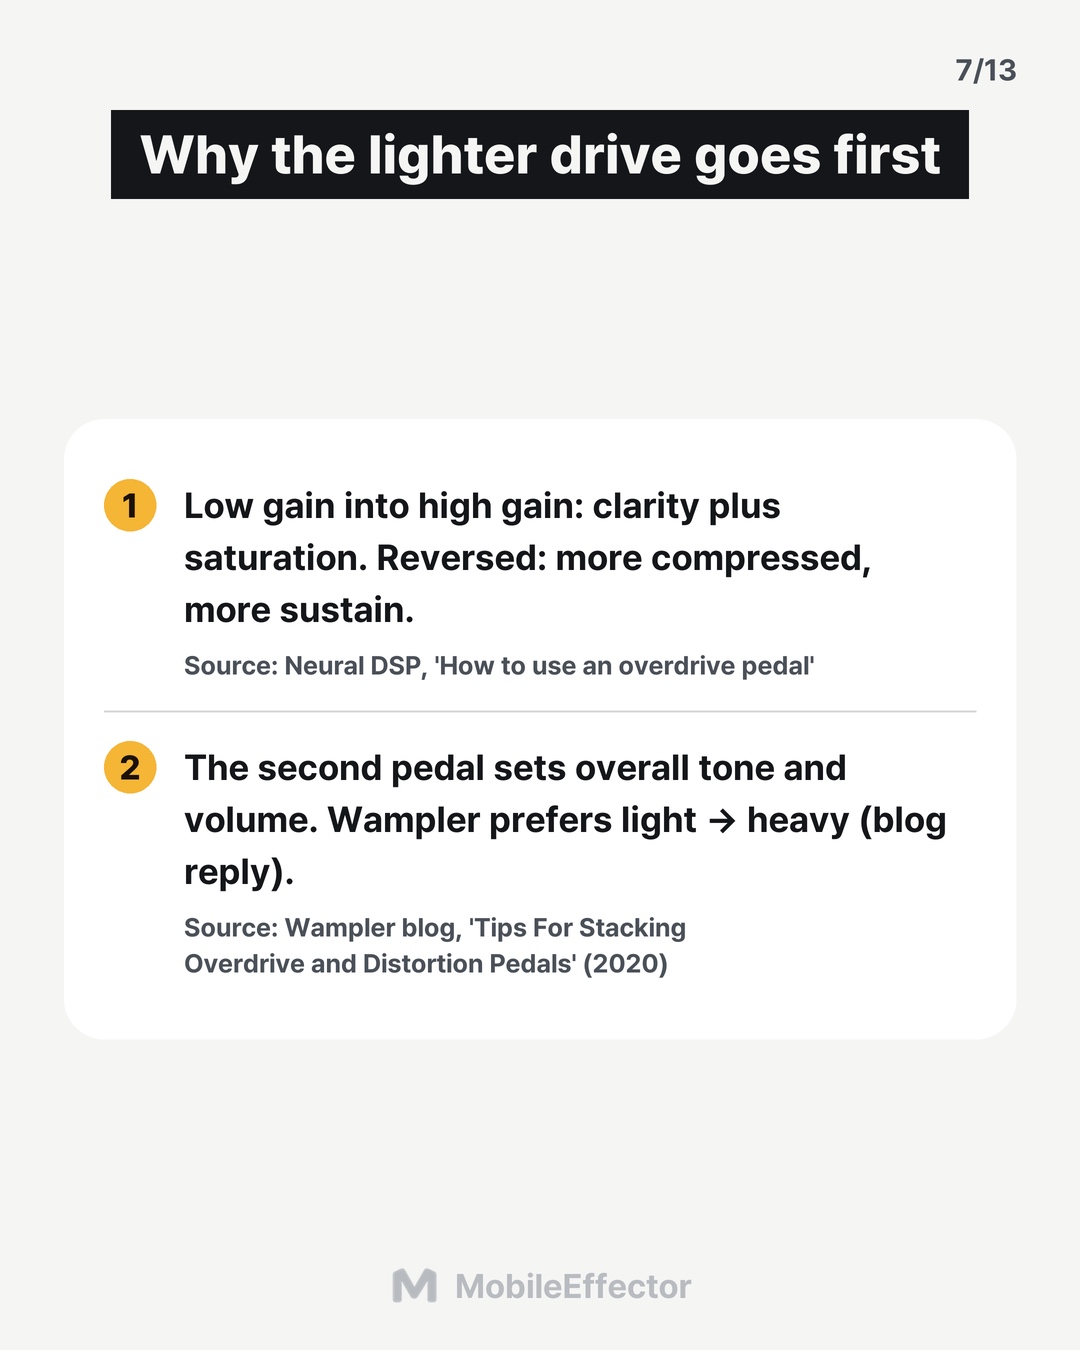 7/13
Why the lighter drive goes first
1
Low gain into high gain: clarity plus
saturation. Reversed: more compressed,
more sustain.
Source: Neural DSP, 'How to use an overdrive pedal'
2
The second pedal sets overall tone and
volume. Wampler prefers light → heavy (blog
reply).
Source: Wampler blog, 'Tips For Stacking
Overdrive and Distortion Pedals' (2020)
MobileEffector